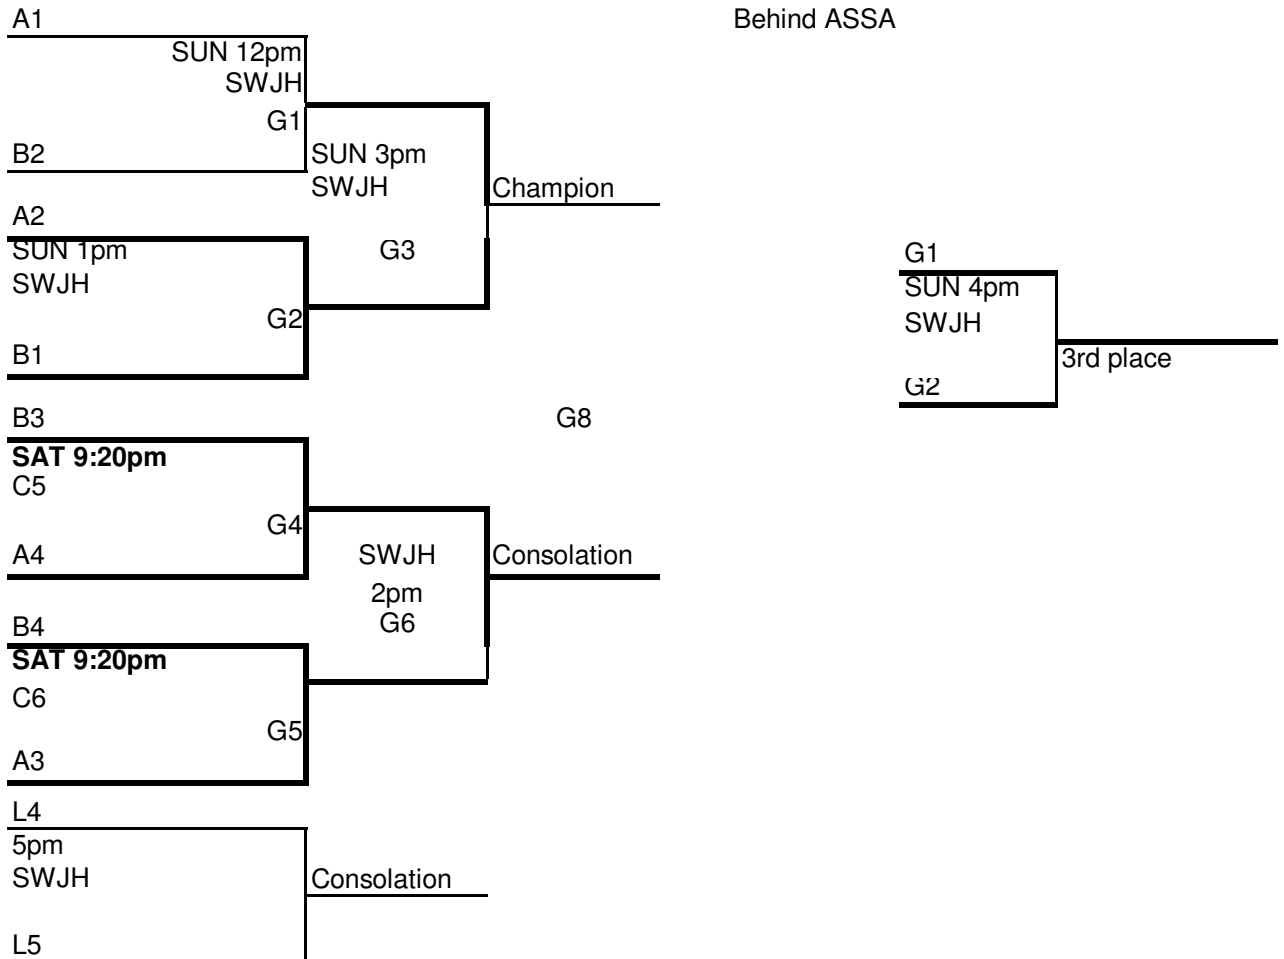 A1
Behind ASSA
SUN 12pm
SWJH
G1
B2
SUN 3pm
SWJH
Champion
A2
SUN 1pm
SWJH
G3
G2
B1
G1
SUN 4pm
SWJH
3rd place
G2
B3
G8
SAT 9:20pm
C5
G4
A4
SWJH
2pm
G6
Consolation
B4
SAT 9:20pm
C6
G5
A3
L4
5pm
SWJH
Consolation
L5